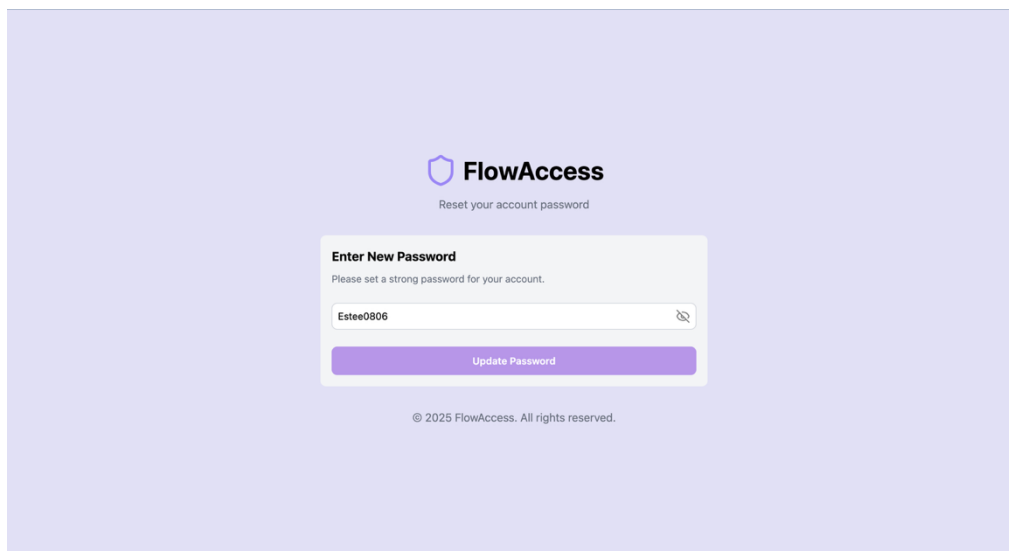 FlowAccess
Reset your account password
Enter New Password
Please set a strong password for your account.
Estee0806
Update Password
© 2025 FlowAccess. All rights reserved.